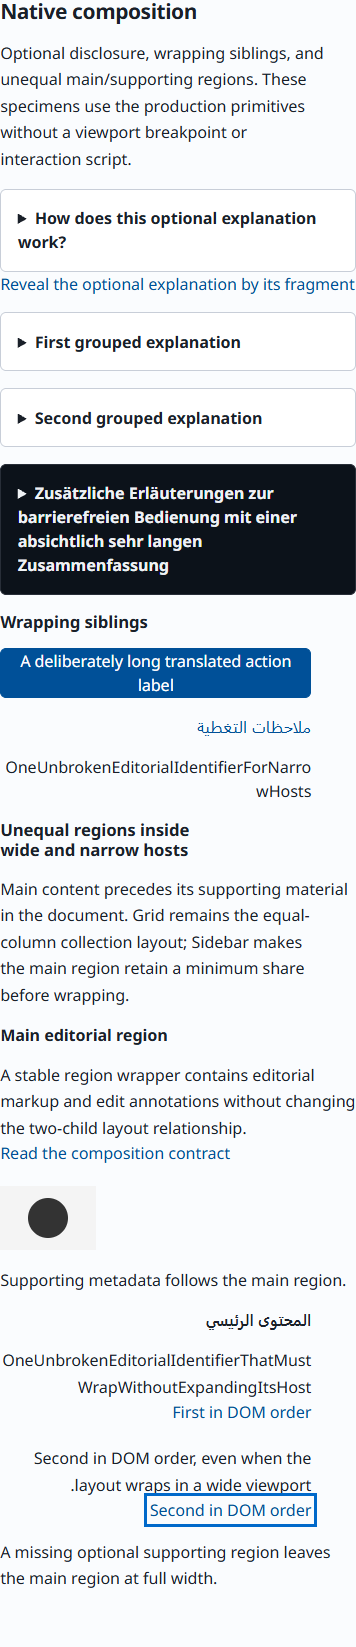 Native composition
Optional disclosure, wrapping siblings, and
unequal main/supporting regions. These
specimens use the production primitives
without a viewport breakpoint or
interaction script.
How does this optional explanation
work?
Reveal the optional explanation by its fragment
First grouped explanation
Second grouped explanation
Zusätzliche Erläuterungen zur
barrierefreien Bedienung mit einer
absichtlich sehr langen
Zusammenfassung
Wrapping siblings
A deliberately long translated action
label
ملاحظات التغطية
OneUnbrokenEditorialIdentifierForNarro
wHosts
Unequal regions inside
wide and narrow hosts
Main content precedes its supporting material
in the document. Grid remains the equal-
column collection layout; Sidebar makes
the main region retain a minimum share
before wrapping.
Main editorial region
A stable region wrapper contains editorial
markup and edit annotations without changing
the two-child layout relationship.
Read the composition contract
Supporting metadata follows the main region.
المحتوى الرئيسي
OneUnbrokenEditorialIdentifierThatMust
WrapWithoutExpandingItsHost
First in DOM order
Second in DOM order, even when the
.layout wraps in a wide viewport
Second in DOM order
A missing optional supporting region leaves
the main region at full width.